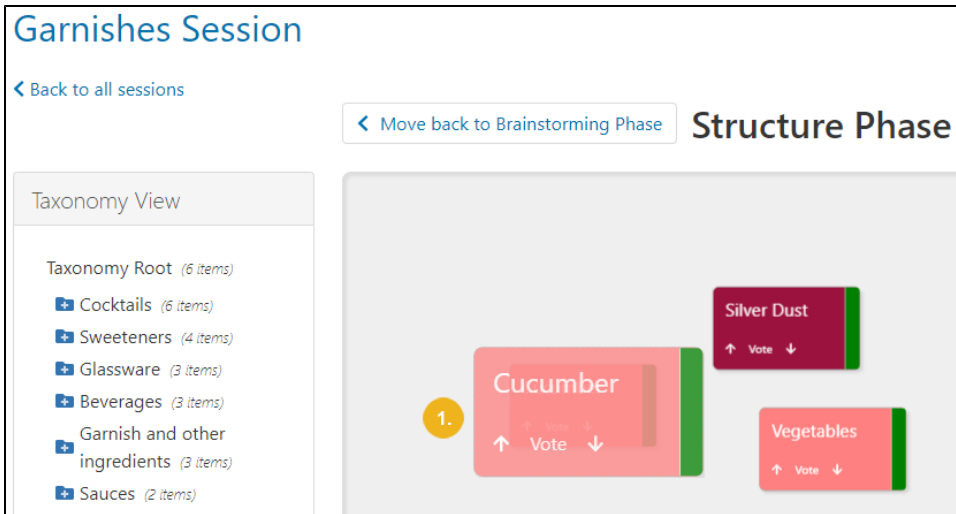 Garnishes Session
Back to all sessions
Move back to Brainstorming Phase
Structure Phase
Taxonomy View
Taxonomy Root (6 items)
Cocktails (6 items)
Sweeteners (4 items)
Glassware (3 items)
Beverages (3 items)
Garnish and other
ingredients (3 items)
Sauces (2 items)
Silver Dust
Vote
1.
Cucumber
Vote
Vote
Vegetables
Vote